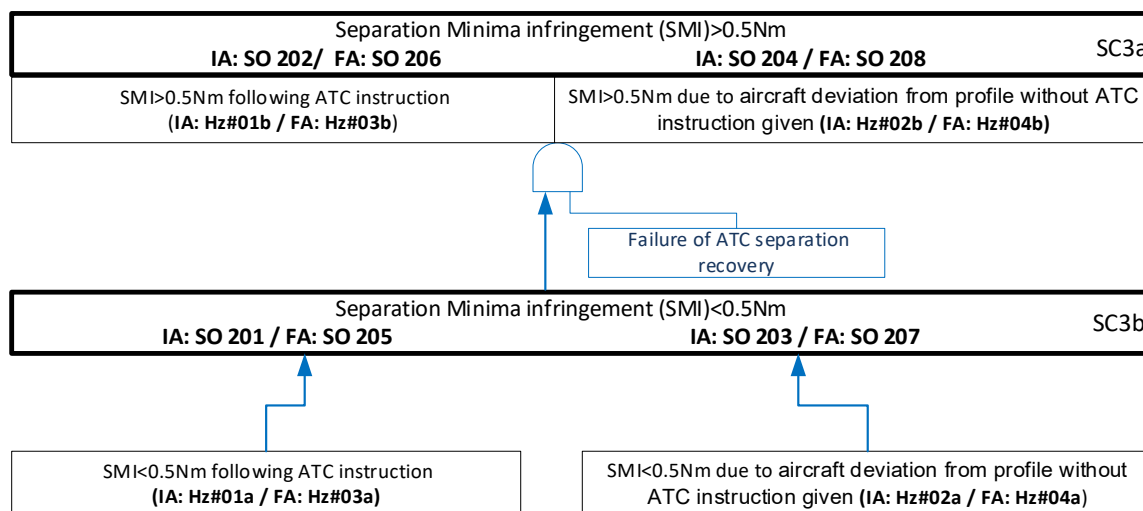 Separation Minima infringement (SMI)>0.5Nm
IA: SO 202/ FA: SO 206 IA: SO 204 / FA: SO 208
SC3a
SMI>0.5Nm following ATC instruction
(IA: Hz#01b / FA: Hz#03b)
SMI>0.5Nm due to aircraft deviation from profile without ATC
instruction given (IA: Hz#02b / FA: Hz#04b)
Failure of ATC separation
recovery
Separation Minima infringement (SMI)<0.5Nm
IA: SO 201 / FA: SO 205 IA: SO 203 / FA: SO 207
SC3b
SMI<0.5Nm following ATC instruction
(IA: Hz#01a / FA: Hz#03a)
SMI<0.5Nm due to aircraft deviation from profile without
ATC instruction given (IA: Hz#02a / FA: Hz#04a)